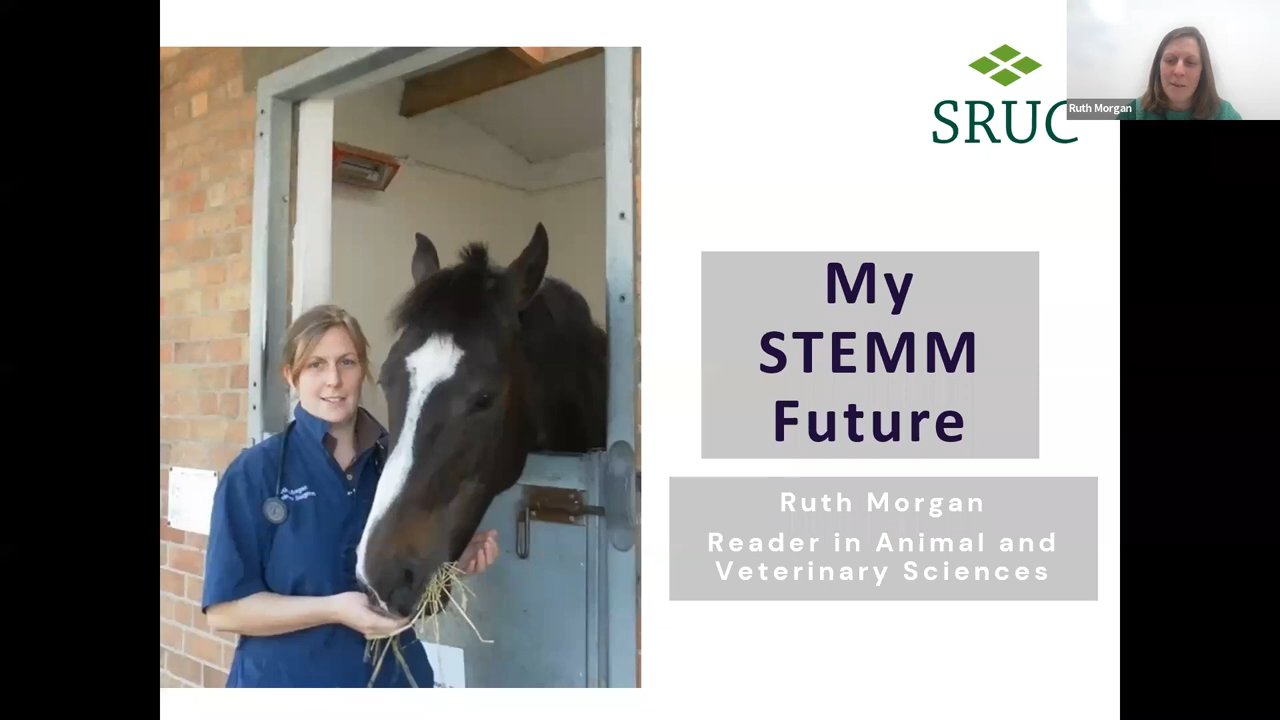 SRUC
Ruth Morgan
My
STEMM
Future
Ruth Morgan
Reader in Animal and
Veterinary Sciences